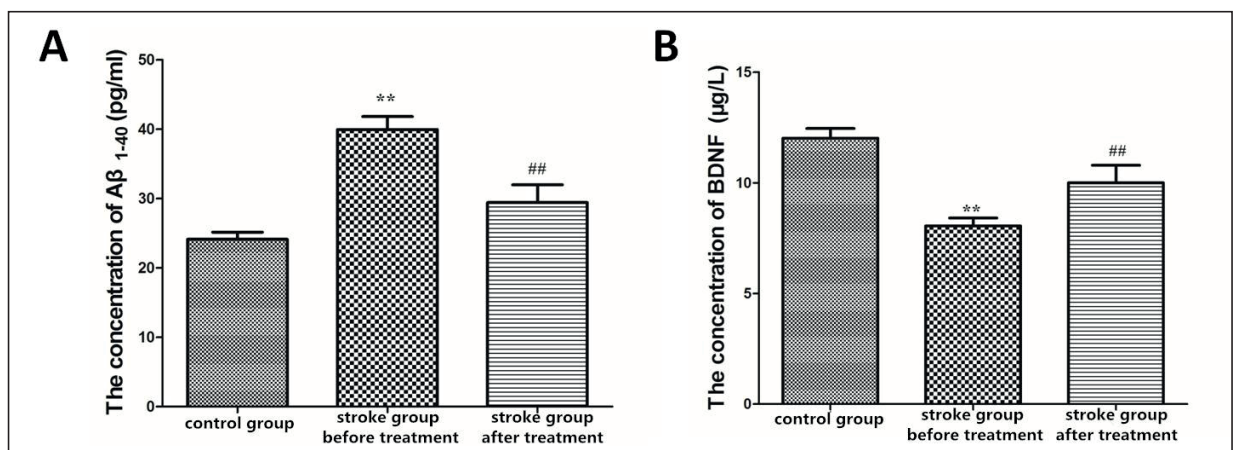 A
The concentration of Aβ 1-40 (pg/ml)
50
40
30
20
10
0
**
##
control group
stroke group
before treatment
stroke group
after treatment
B
The concentration of BDNF (μg/L)
15
10
5
0
**
##
control group
stroke group
before treatment
stroke group
after treatment